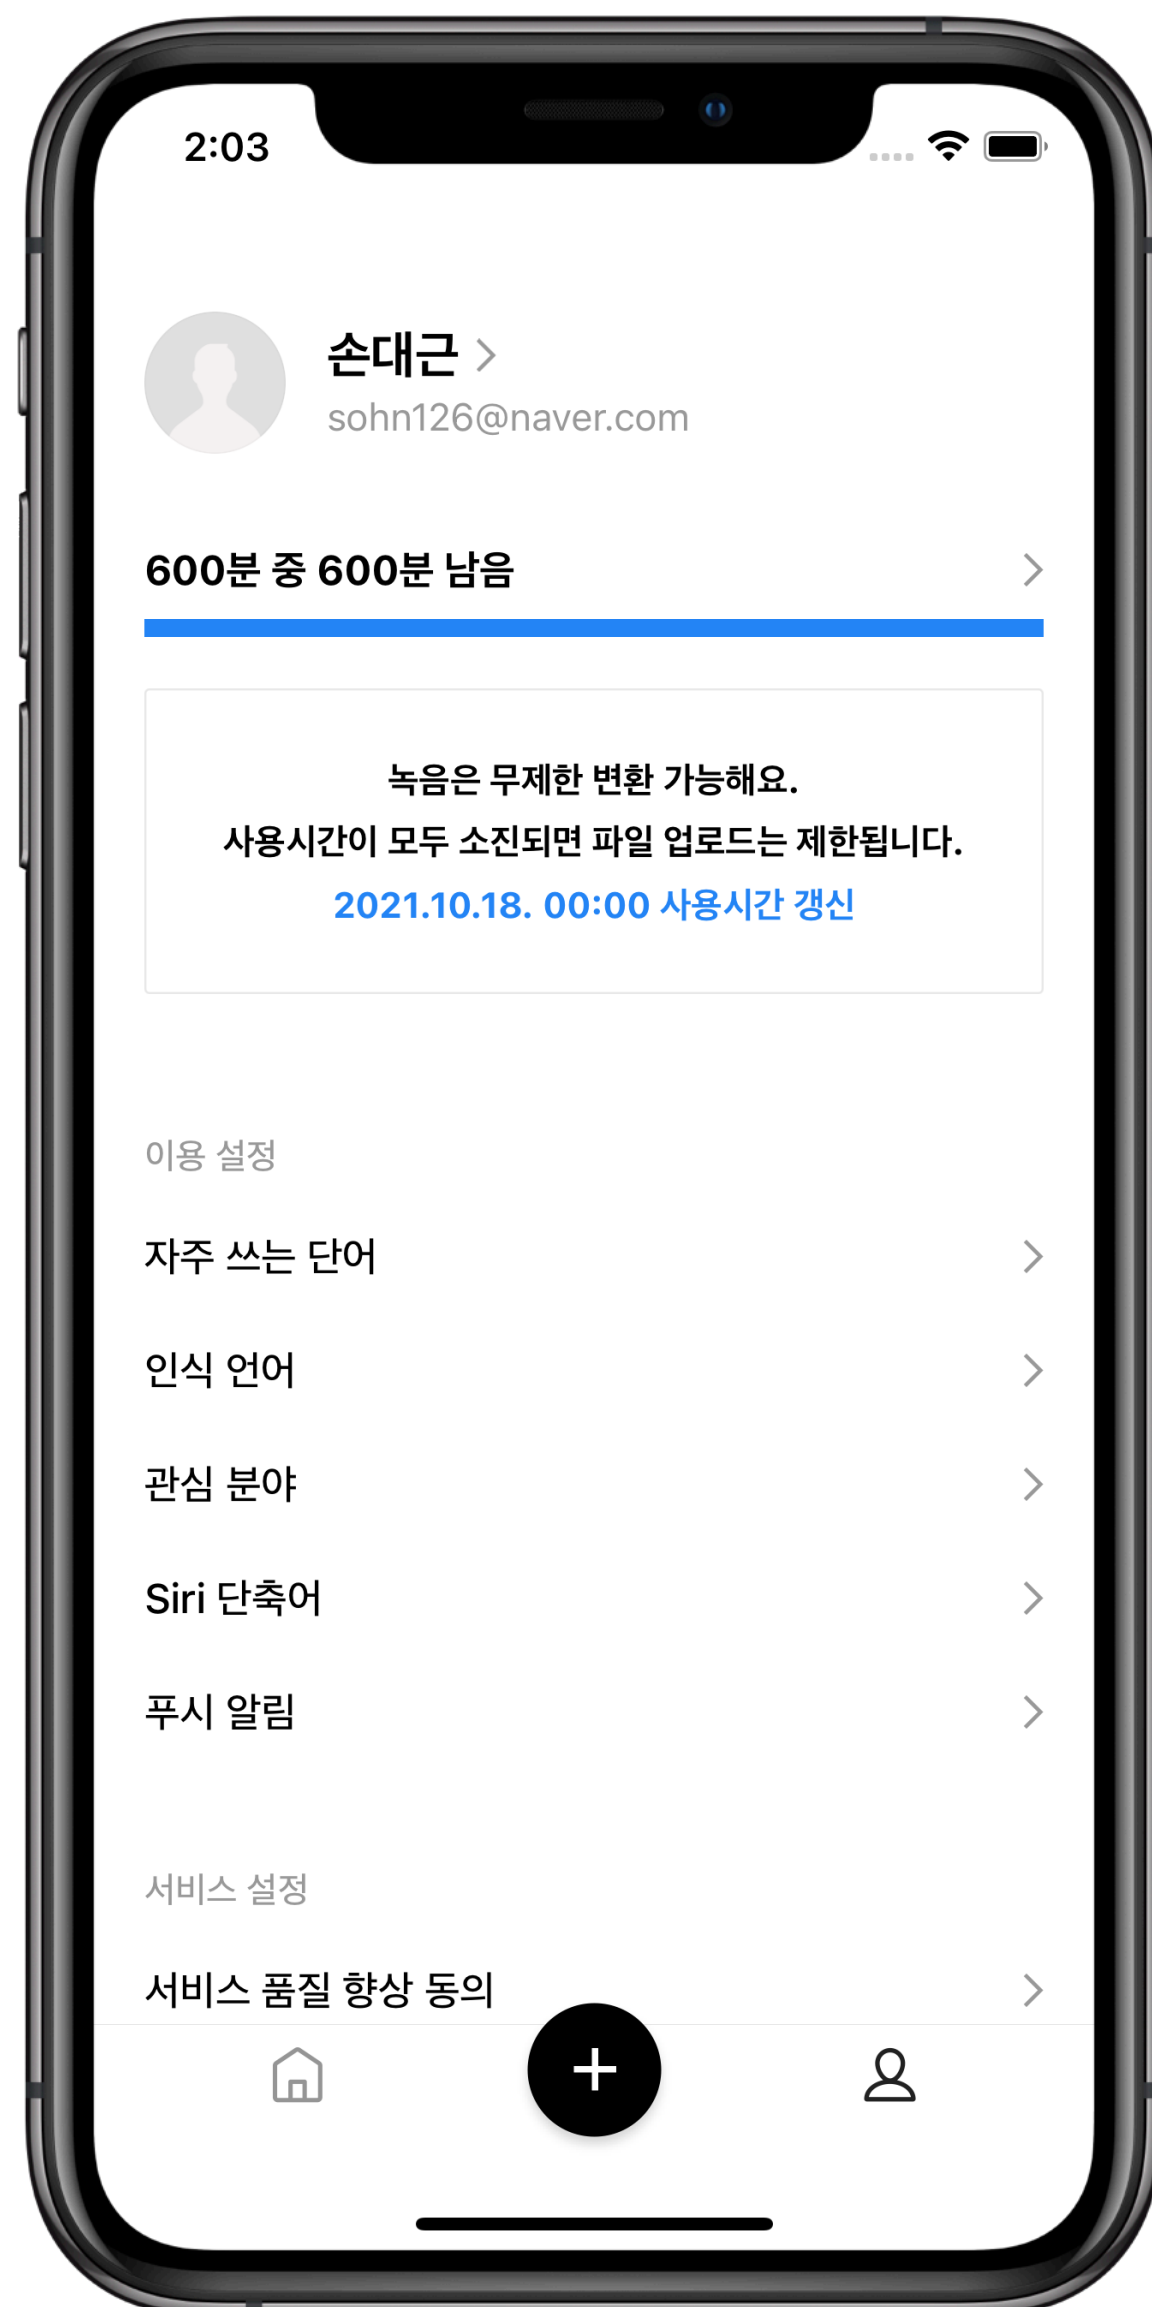 2:03
손대근
sohn126@naver.com
600분 중 600분 남음
녹음은 무제한 변환 가능해요.
사용시간이 모두 소진되면 파일 업로드는 제한됩니다.
2021.10.18. 00:00 사용시간 갱신
이용 설정
자주 쓰는 단어
인식 언어
관심 분야
Siri 단축어
푸시 알림
서비스 설정
서비스 품질 향상 동의